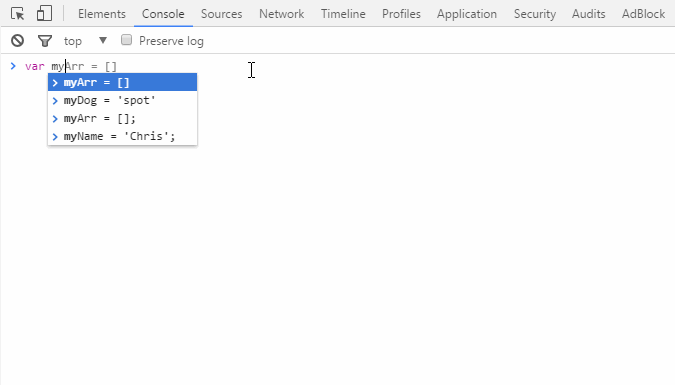 Elements Console Sources Network Timeline Profiles Application Security Audits AdBlock
top ▼ Preserve log
> var myArr = []
> myArr = []
> myDog = 'spot'
> myArr = [];
> myName = 'Chris';